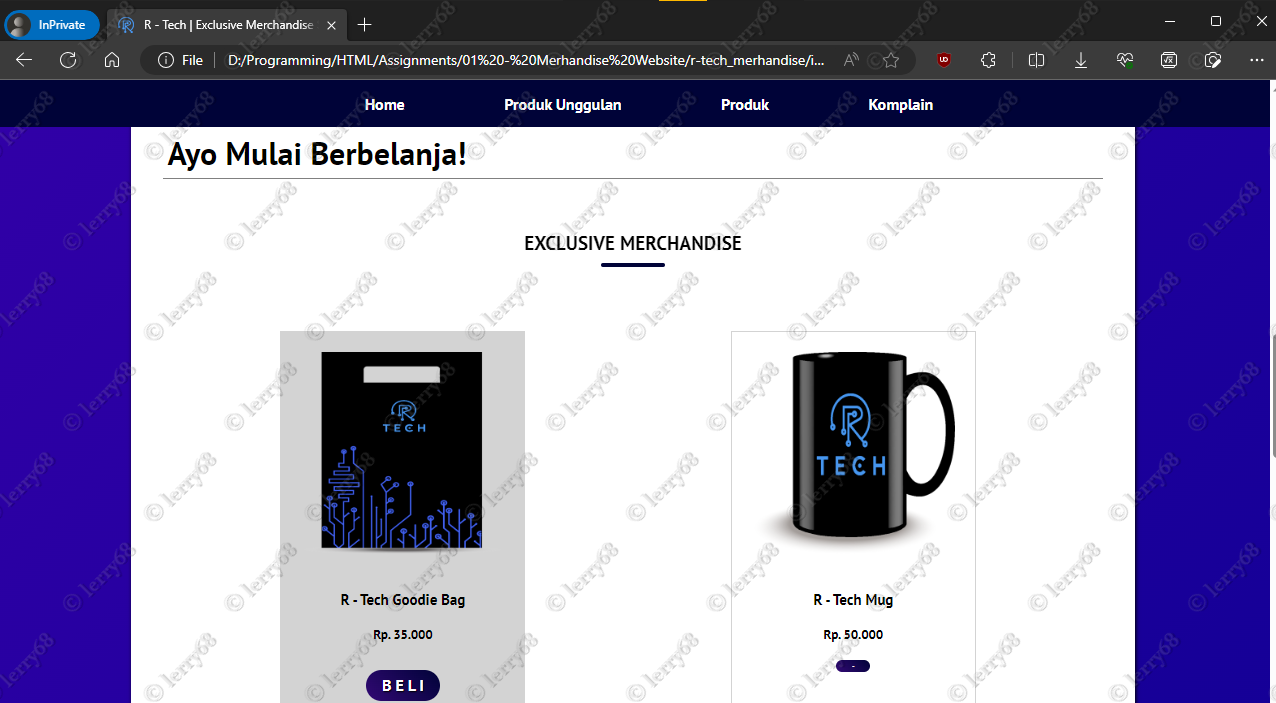 InPrivate
R - Tech | Exclusive Merchandise
File
D:/Programming/HTML/Assignments/01%20-%20Merhandise%20Website/r-tech_merhandise/i...
Home Produk Unggulan Produk Komplain
Ayo Mulai Berbelanja!
EXCLUSIVE MERCHANDISE
R
TECH
R
TECH
R - Tech Goodie Bag
R - Tech Mug
Rp. 35.000
Rp. 50.000
BELI
-
© lerry68